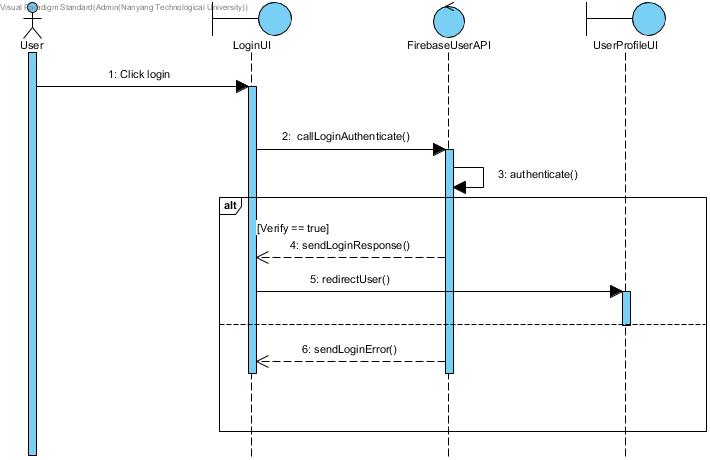 Visual Paradigm Standard(Admin(Nanyang Technological University))
User
LoginUI
FirebaseUserAPI
UserProfileUI
1: Click login
2: callLoginAuthenticate()
3: authenticate()
alt
[Verify == true]
4: sendLoginResponse()
5: redirectUser()
6: sendLoginError()